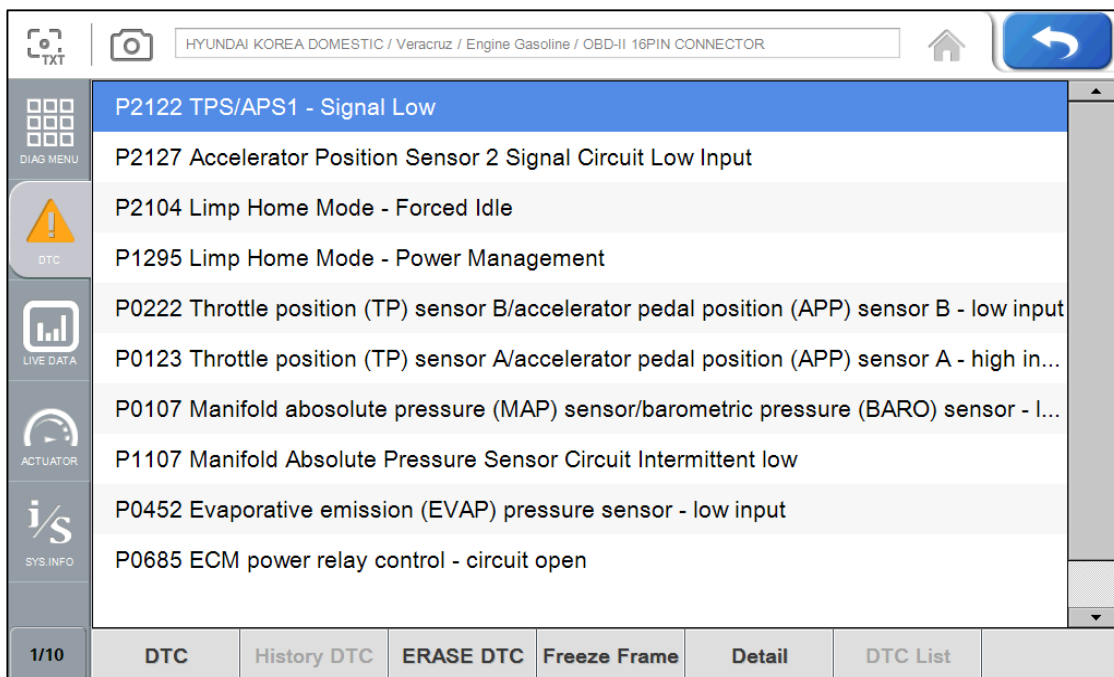 TXT
HYUNDAI KOREA DOMESTIC / Veracruz / Engine Gasoline / OBD-II 16PIN CONNECTOR
DIAG MENU
DTC
LIVE DATA
ACTUATOR
i/s
SYS.INFO
P2122 TPS/APS1 - Signal Low
P2127 Accelerator Position Sensor 2 Signal Circuit Low Input
P2104 Limp Home Mode - Forced Idle
P1295 Limp Home Mode - Power Management
P0222 Throttle position (TP) sensor B/accelerator pedal position (APP) sensor B - low input
P0123 Throttle position (TP) sensor A/accelerator pedal position (APP) sensor A - high in...
P0107 Manifold abosolute pressure (MAP) sensor/barometric pressure (BARO) sensor - l...
P1107 Manifold Absolute Pressure Sensor Circuit Intermittent low
P0452 Evaporative emission (EVAP) pressure sensor - low input
P0685 ECM power relay control - circuit open
1/10 DTC History DTC ERASE DTC Freeze Frame Detail DTC List